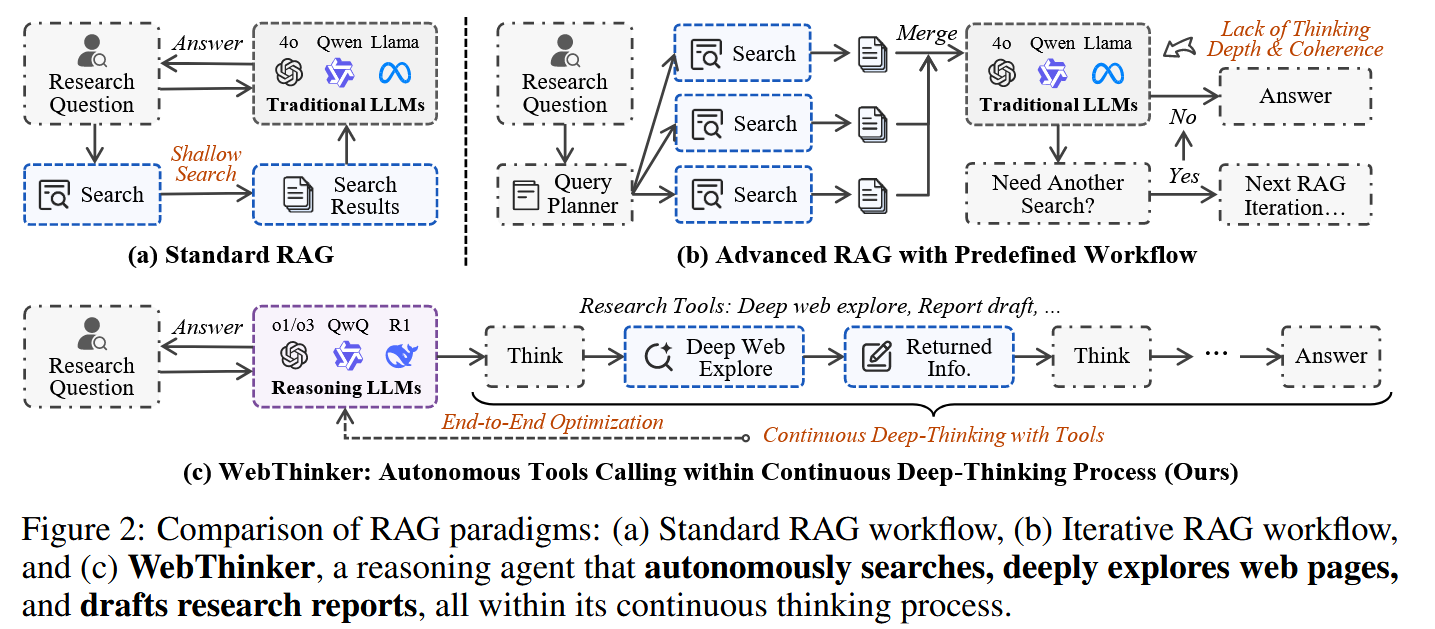 Research
Question
Answer
4o Qwen Llama
Traditional LLMs
Shallow
Search
Search
Search
Results
(a) Standard RAG
Research
Question
Query
Planner
Search
Search
Search
Merge
4o Qwen Llama
Traditional LLMs
Lack of Thinking
Depth & Coherence
Answer
No
Need Another
Search?
Yes
Next RAG
Iteration…
(b) Advanced RAG with Predefined Workflow
Research Tools: Deep web explore, Report draft, ...
Research
Question
Answer
o1/o3 QwQ R1
Reasoning LLMs
Think
Deep Web
Explore
Returned
Info.
Think
...
Answer
End-to-End Optimization
Continuous Deep-Thinking with Tools
(c) WebThinker: Autonomous Tools Calling within Continuous Deep-Thinking Process (Ours)
Figure 2: Comparison of RAG paradigms: (a) Standard RAG workflow, (b) Iterative RAG workflow,
and (c) WebThinker, a reasoning agent that autonomously searches, deeply explores web pages,
and drafts research reports, all within its continuous thinking process.